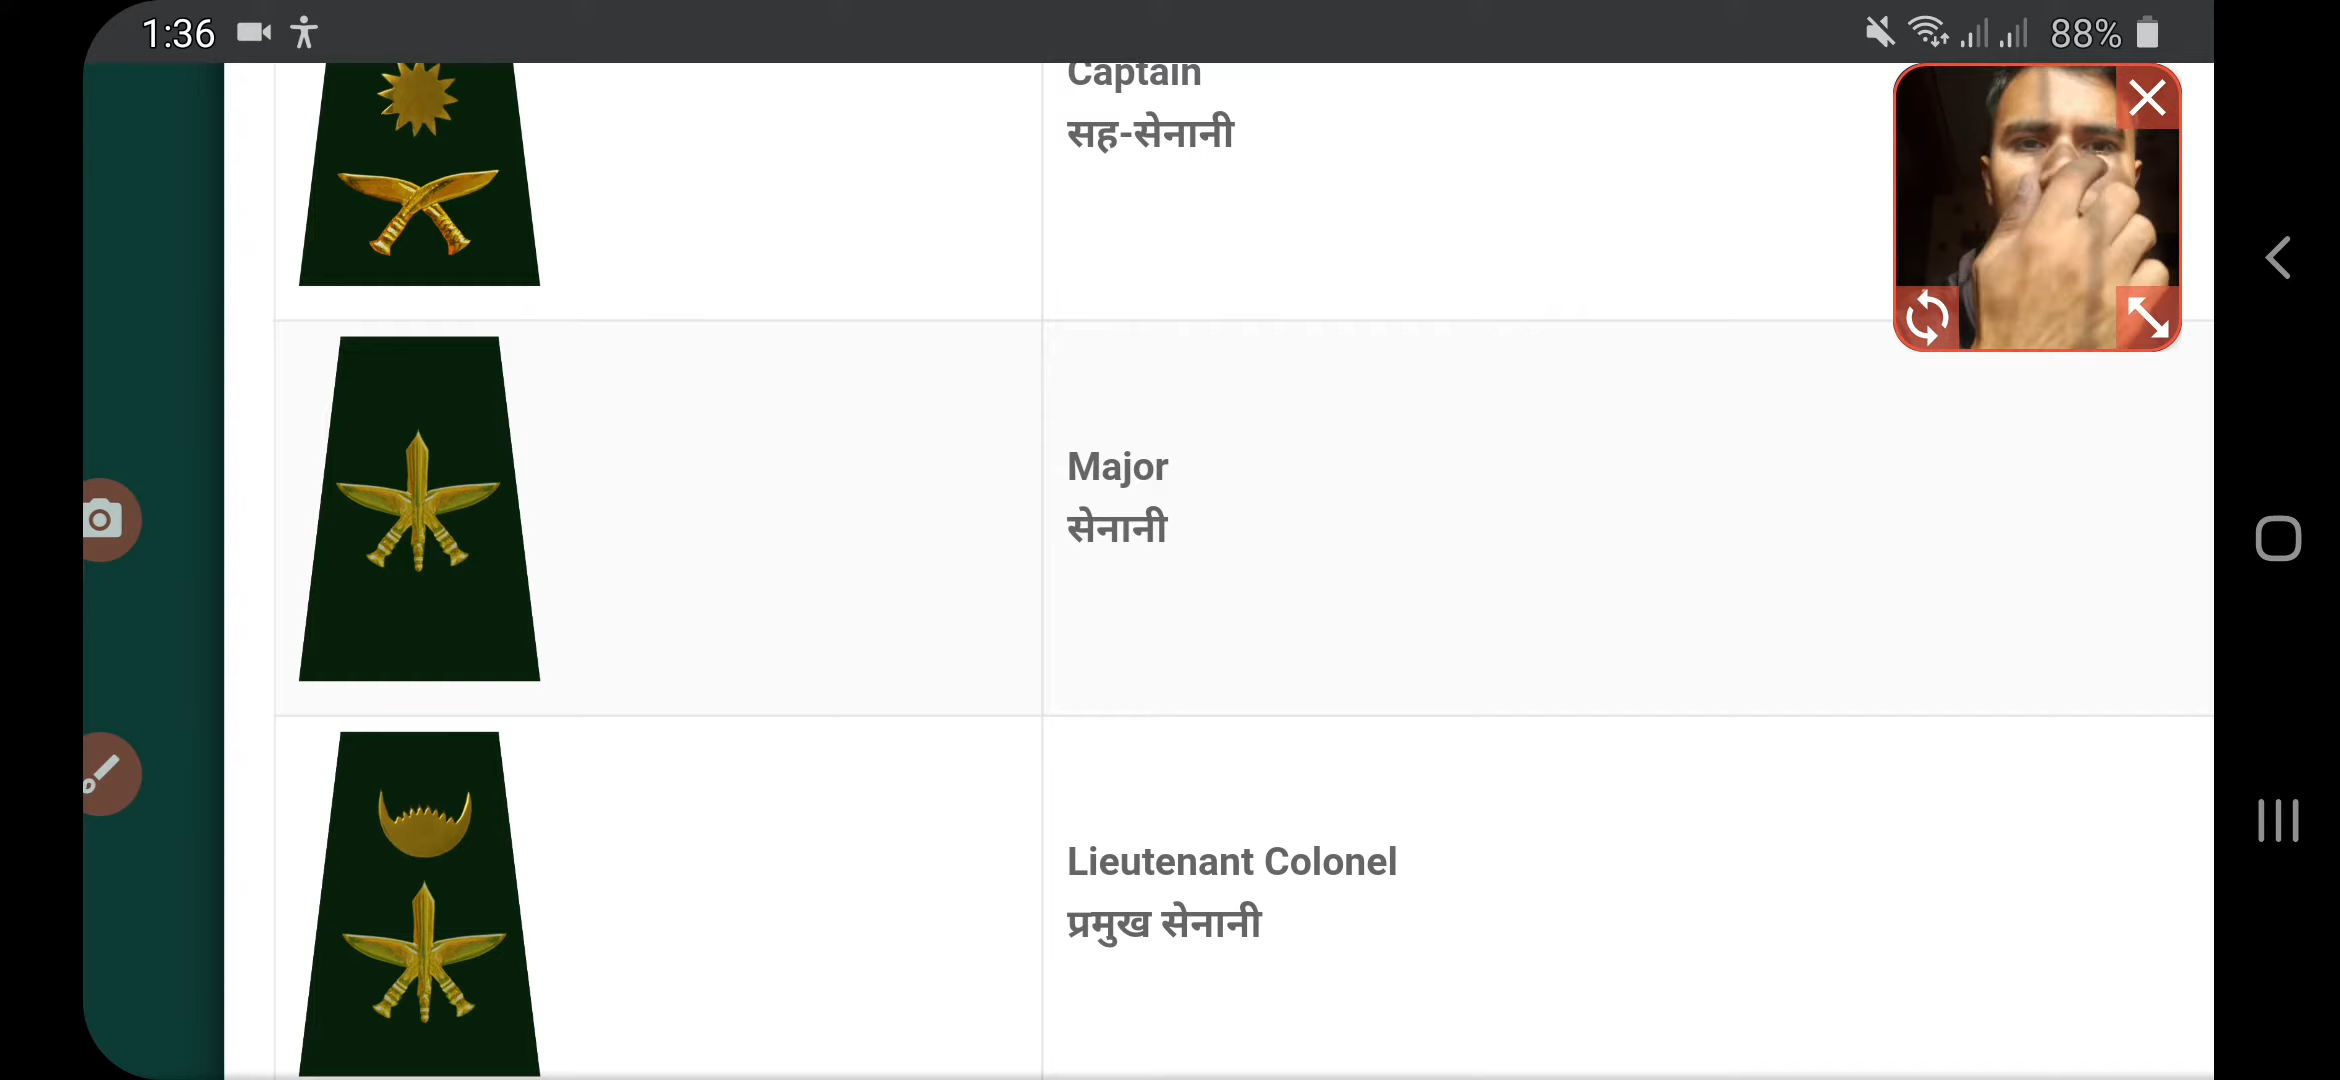 1:36
88%
Captain
सह-सेनानी
Major
सेनानी
Lieutenant Colonel
प्रमुख सेनानी